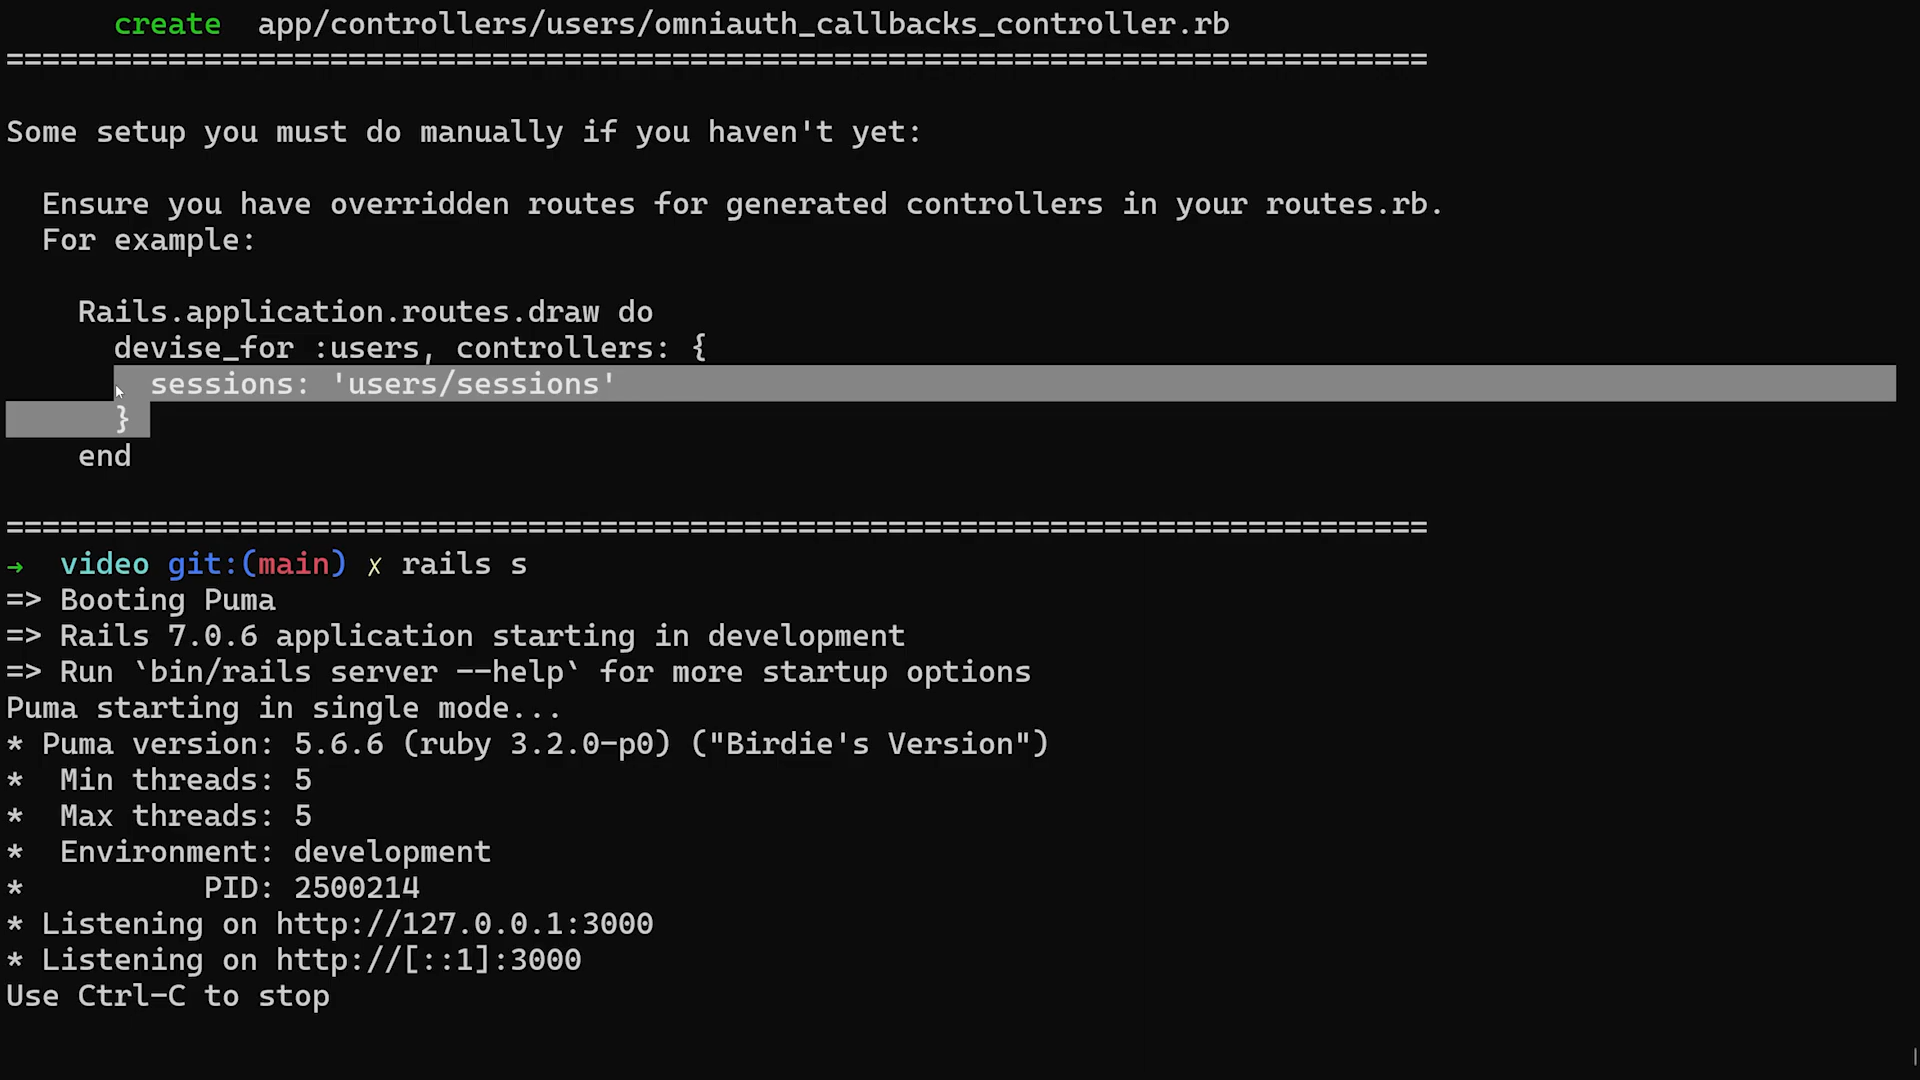 create  app/controllers/users/omniauth_callbacks_controller.rb
===============================================================================
Some setup you must do manually if you haven't yet:
Ensure you have overridden routes for generated controllers in your routes.rb.
For example:
Rails.application.routes.draw do
devise_for :users, controllers: {
sessions: 'users/sessions'
}
end
===============================================================================
→  video git:(main) ✗ rails s
=> Booting Puma
=> Rails 7.0.6 application starting in development
=> Run `bin/rails server --help` for more startup options
Puma starting in single mode...
* Puma version: 5.6.6 (ruby 3.2.0-p0) ("Birdie's Version")
*  Min threads: 5
*  Max threads: 5
*  Environment: development
*          PID: 2500214
* Listening on http://127.0.0.1:3000
* Listening on http://[::1]:3000
Use Ctrl-C to stop